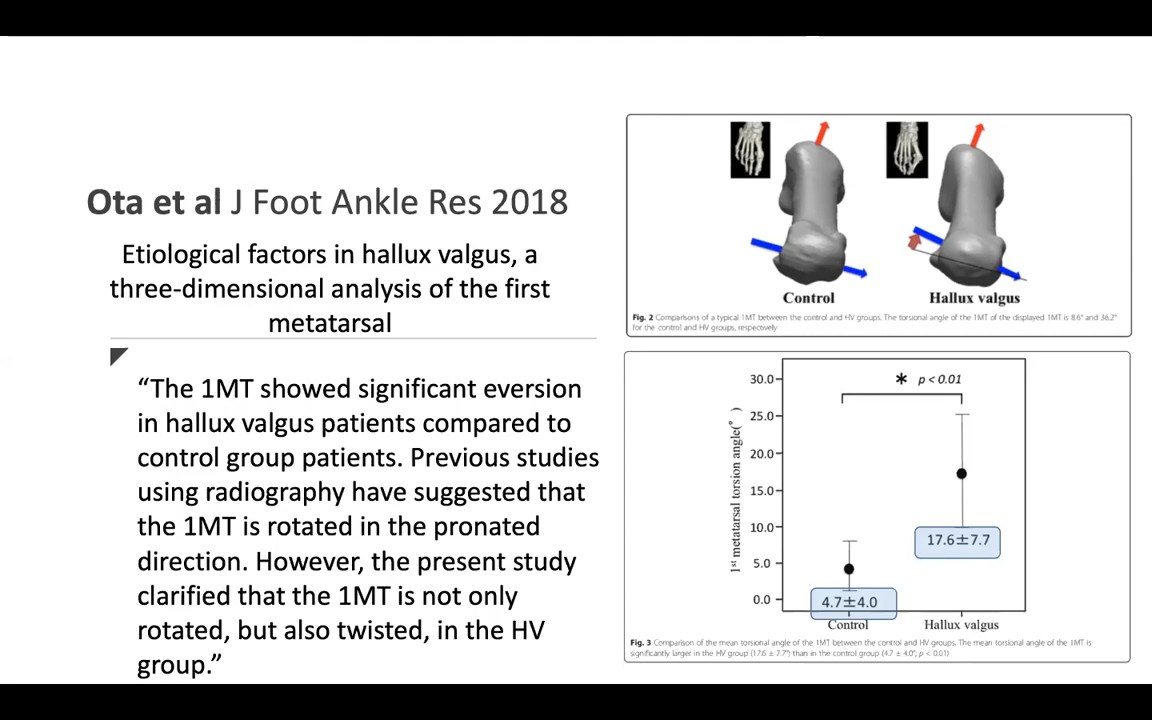 Ota et al J Foot Ankle Res 2018
Etiological factors in hallux valgus, a
three-dimensional analysis of the first
metatarsal
“The 1MT showed significant eversion
in hallux valgus patients compared to
control group patients. Previous studies
using radiography have suggested that
the 1MT is rotated in the pronated
direction. However, the present study
clarified that the 1MT is not only
rotated, but also twisted, in the HV
group.”
Control
Hallux valgus
Fig. 2 Comparisons of a typical 1MT between the control and HV groups. The torsional angle of the 1MT of the displayed 1MT is 8.6° and 36.2°
for the control and HV groups, respectively
* p < 0.01
1st metatarsal torsion angle(°)
30.0
25.0
20.0
15.0
10.0
5.0
0.0
17.6±7.7
4.7±4.0
Control
Hallux valgus
Fig. 3 Comparison of the mean torsional angle of the 1MT between the control and HV groups. The mean torsional angle of the 1MT is
significantly larger in the HV group (17.6 ± 7.7°) than in the control group (4.7 ± 4.0°, p < 0.01)